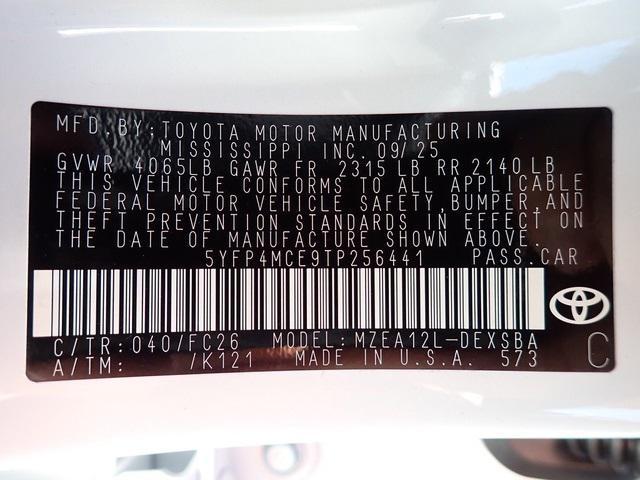 MFD.BY:TOYOTA MOTOR MANUFACTURING
MISSISSIPPI INC. 09/25
GVWR 4065LB GAWR FR 2315 LB RR 2140 LB
THIS VEHICLE CONFORMS TO ALL APPLICABLE
FEDERAL MOTOR VEHICLE SAFETY, BUMPER, AND
THEFT PREVENTION STANDARDS IN EFFECT ON
THE DATE OF MANUFACTURE SHOWN ABOVE.
5YFP4MCE9TP256441 PASS.CAR
C/TR: 040/FC26 MODEL: MZEA12L-DEXSBA
A/TM: /K121 MADE IN U.S.A. 573
C